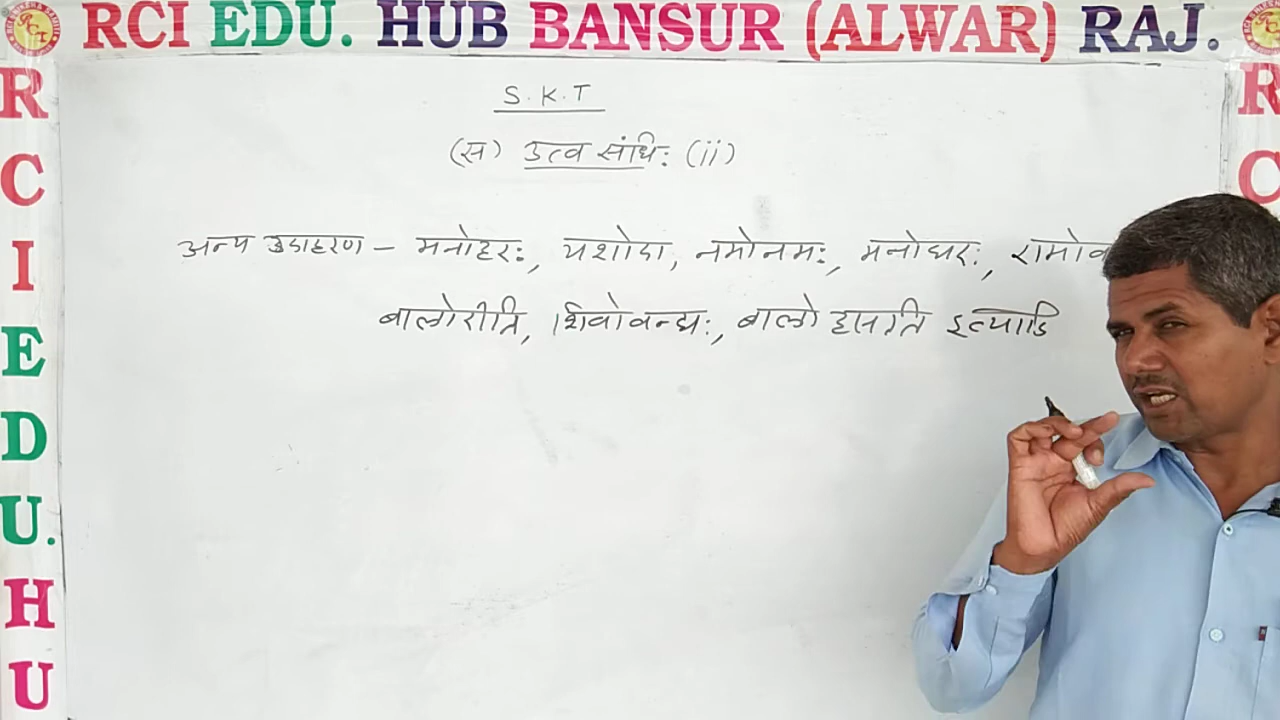 RCI EDU. HUB BANSUR (ALWAR) RAJ.
R C I E D U. H U
R C
S.K.T
(स) उत्व संधि: (ii)
अन्य उदाहरण - मनोहर:, यशोदा, नमोनम:, मनोघर:,
बालोरौति, शिवोवन्द्य:, बालो हसति इत्यादि